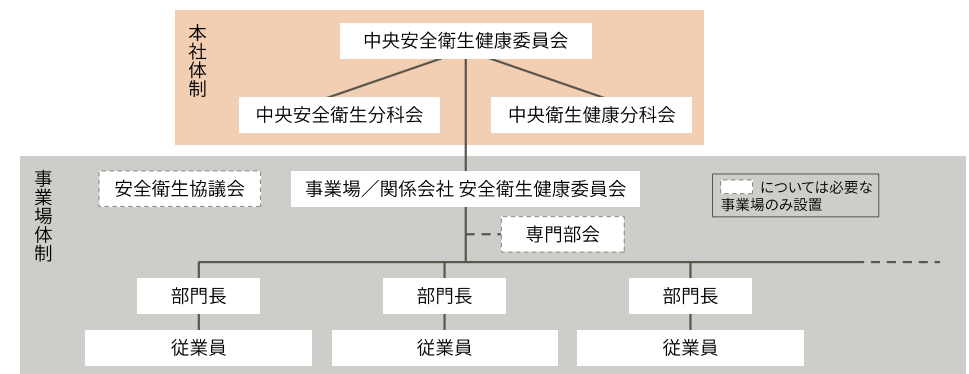 本社体制
中央安全衛生健康委員会
中央安全衛生分科会
中央衛生健康分科会
事業場体制
安全衛生協議会
事業場／関係会社 安全衛生健康委員会
については必要な
事業場のみ設置
専門部会
部門長
部門長
部門長
従業員
従業員
従業員